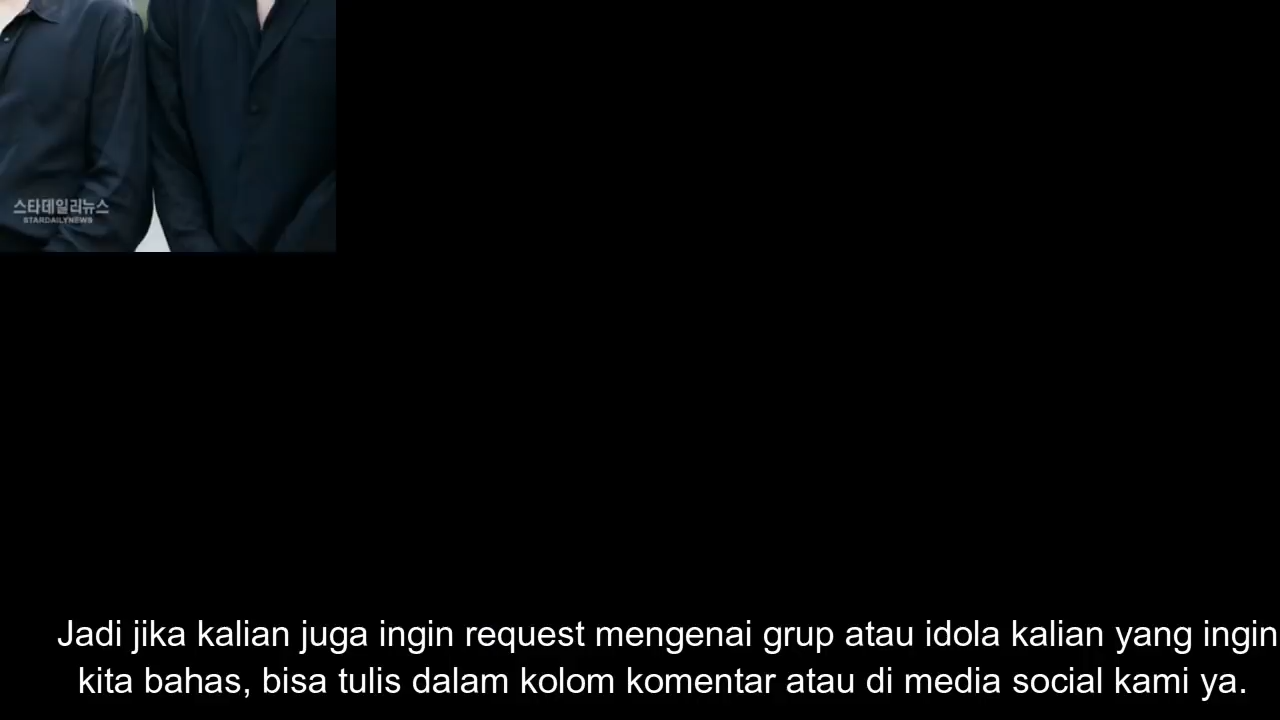 스타데일리뉴스
STARDAILYNEWS
Jadi jika kalian juga ingin request mengenai grup atau idola kalian yang ingin
kita bahas, bisa tulis dalam kolom komentar atau di media social kami ya.